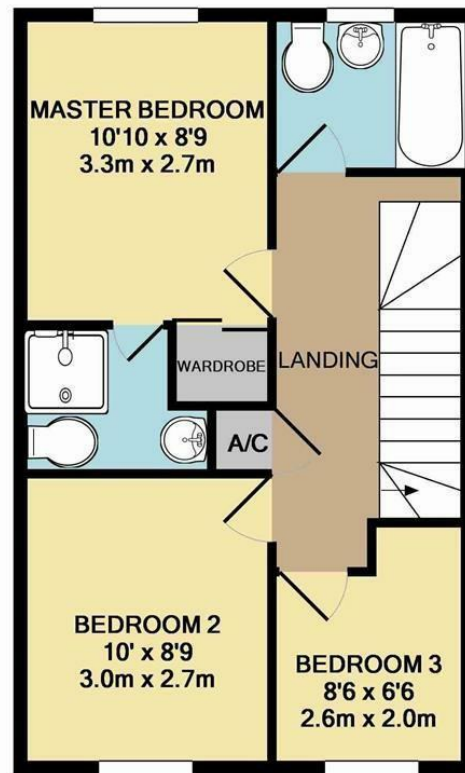 MASTER BEDROOM
10'10 x 8'9
3.3m x 2.7m
WARDROBE
LANDING
A/C
BEDROOM 2
10' x 8'9
3.0m x 2.7m
BEDROOM 3
8'6 x 6'6
2.6m x 2.0m